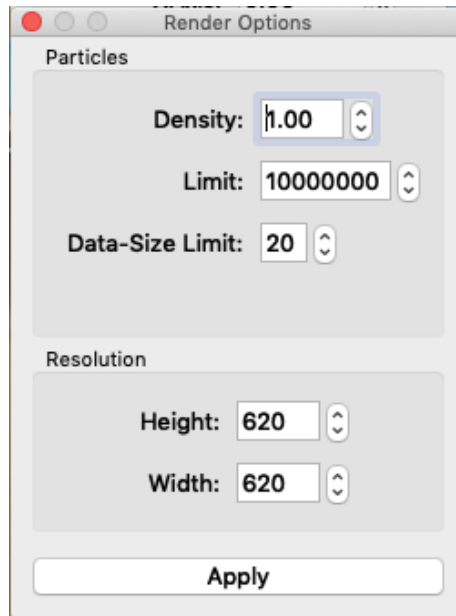 Render Options
Particles
Density: 1.00
Limit: 10000000
Data-Size Limit: 20
Resolution
Height: 620
Width: 620
Apply